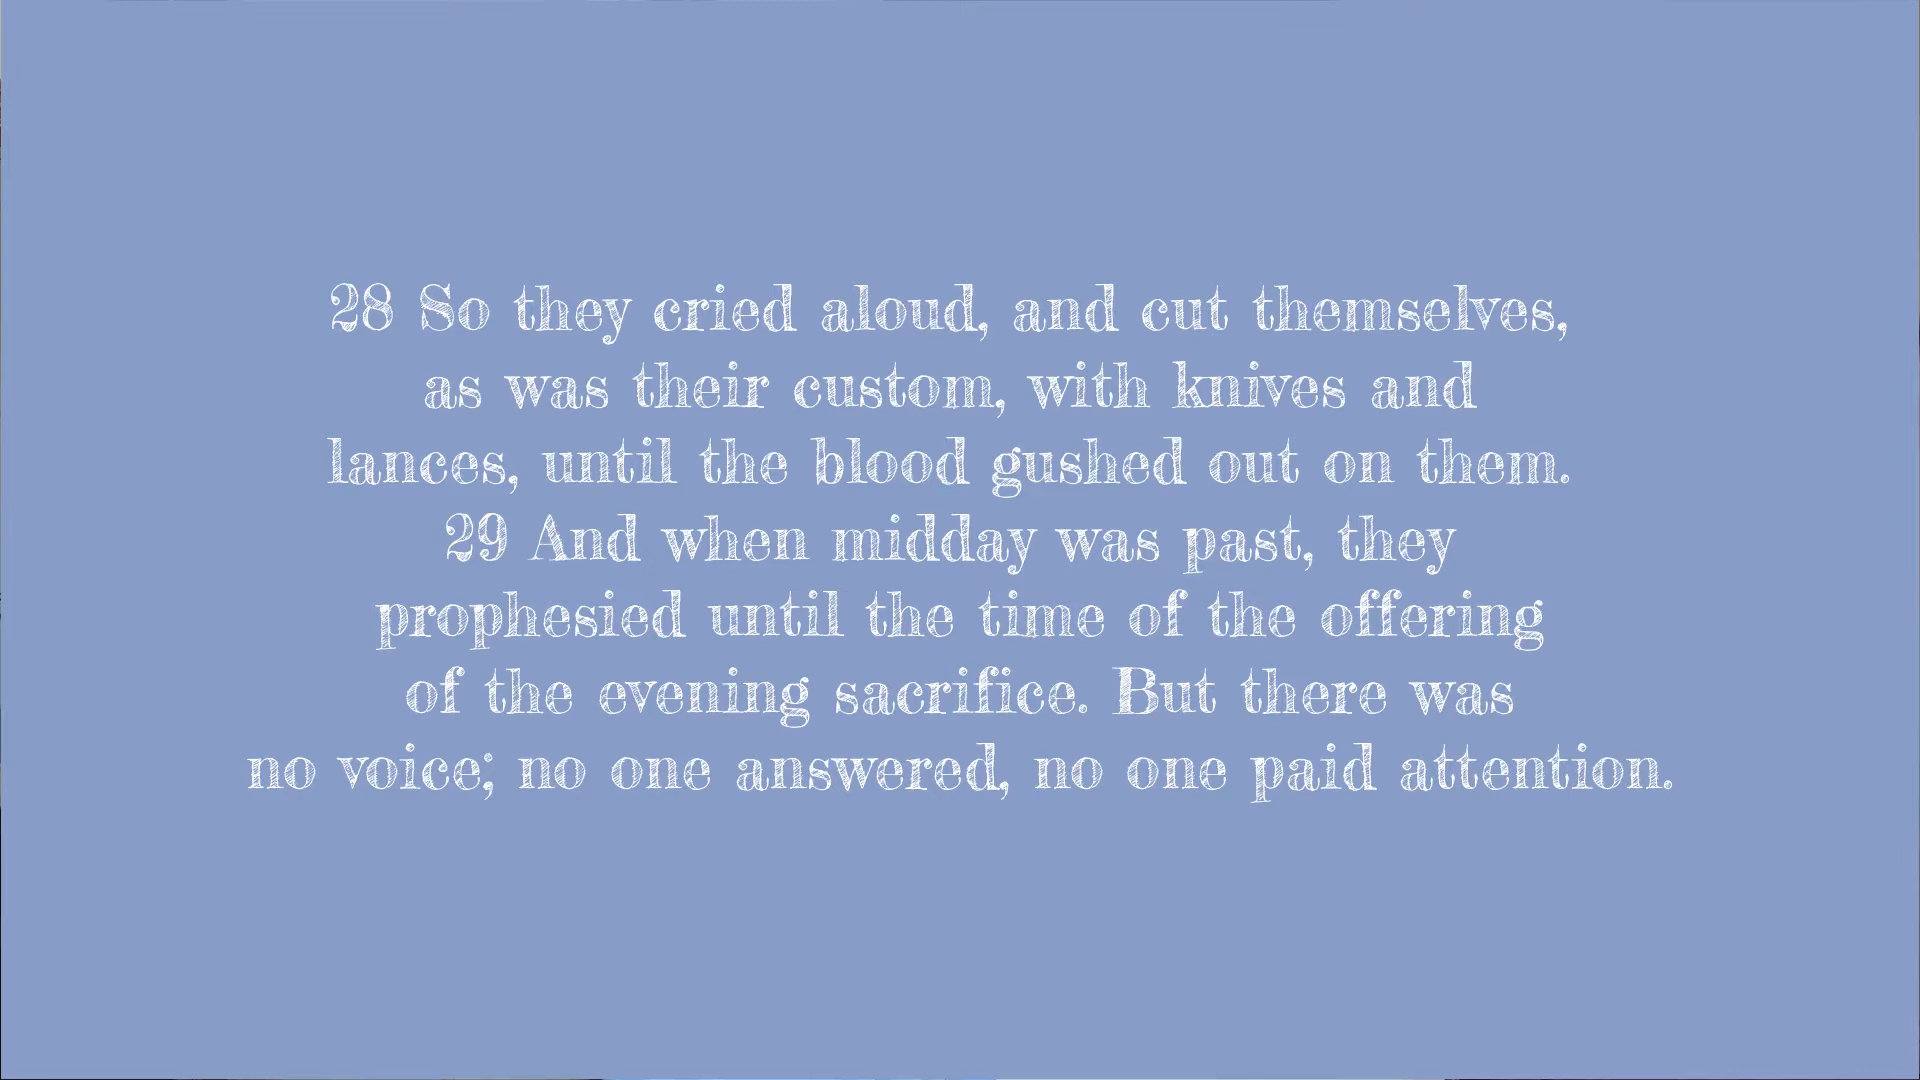 28 So they cried aloud, and cut themselves,
as was their custom, with knives and
lances, until the blood gushed out on them.
29 And when midday was past, they
prophesied until the time of the offering
of the evening sacrifice. But there was
no voice; no one answered, no one paid attention.